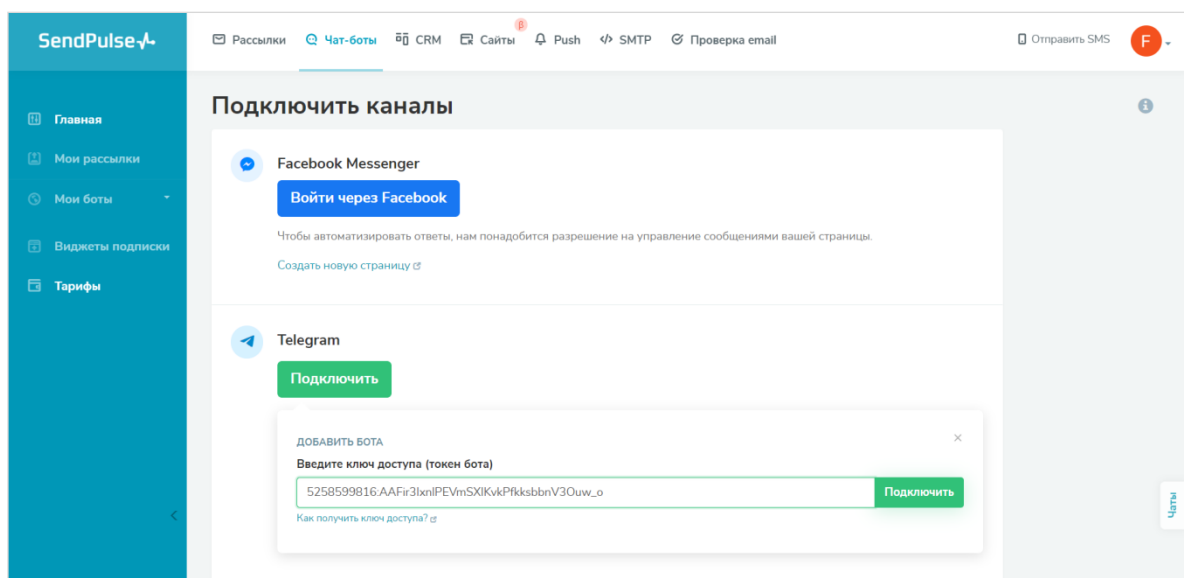 SendPulse
Рассылки Чат-боты CRM Сайты β Push SMTP Проверка email Отправить SMS F
Главная
Мои рассылки
Мои боты
Виджеты подписки
Тарифы
Подключить каналы
Facebook Messenger
Войти через Facebook
Чтобы автоматизировать ответы, нам понадобится разрешение на управление сообщениями вашей страницы.
Создать новую страницу
Telegram
Подключить
ДОБАВИТЬ БОТА
Введите ключ доступа (токен бота)
5258599816:AAFir3IxnlPEVmSXlKvkPfkksbbnV3Ouw_o Подключить
Как получить ключ доступа?
Чаты